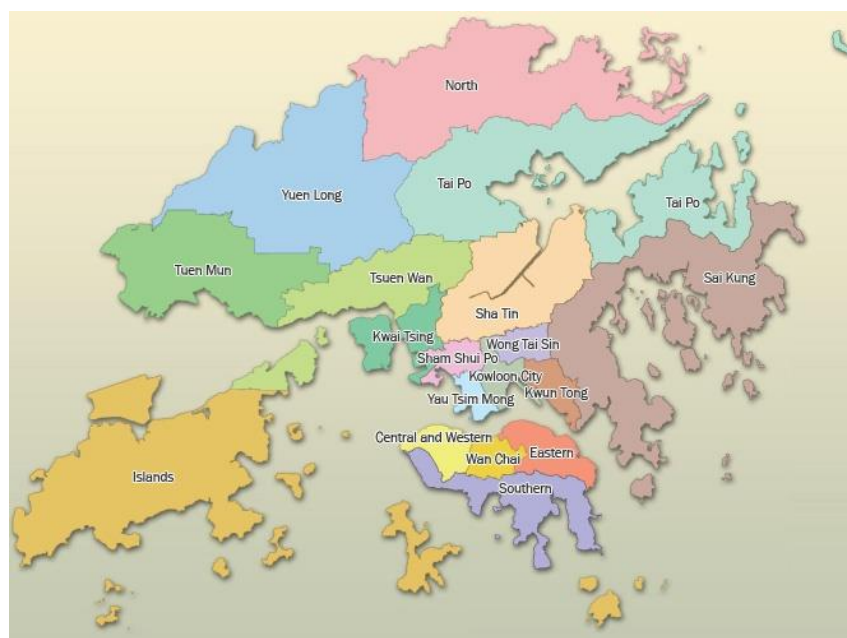 North
Tai Po
Yuen Long
Tai Po
Tuen Mun
Tsuen Wan
Sai Kung
Sha Tin
Kwai Tsing
Wong Tai Sin
Sham Shui Po
Kowloon City
Kwun Tong
Yau Tsim Mong
Central and Western
Eastern
Wan Chai
Islands
Southern